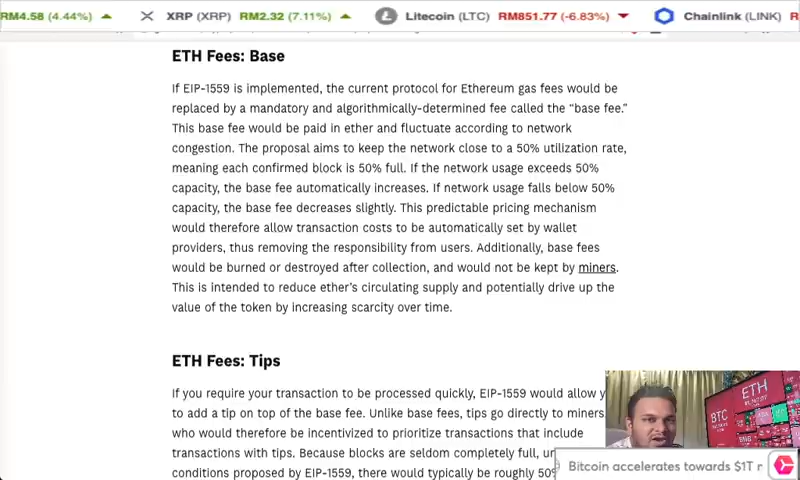 RM4.58 (4.44%) XRP (XRP) RM2.32 (7.11%) Litecoin (LTC) RM851.77 (-6.83%) Chainlink (LINK)
ETH Fees: Base
If EIP-1559 is implemented, the current protocol for Ethereum gas fees would be
replaced by a mandatory and algorithmically-determined fee called the “base fee.”
This base fee would be paid in ether and fluctuate according to network
congestion. The proposal aims to keep the network close to a 50% utilization rate,
meaning each confirmed block is 50% full. If the network usage exceeds 50%
capacity, the base fee automatically increases. If network usage falls below 50%
capacity, the base fee decreases slightly. This predictable pricing mechanism
would therefore allow transaction costs to be automatically set by wallet
providers, thus removing the responsibility from users. Additionally, base fees
would be burned or destroyed after collection, and would not be kept by miners.
This is intended to reduce ether’s circulating supply and potentially drive up the
value of the token by increasing scarcity over time.
ETH Fees: Tips
If you require your transaction to be processed quickly, EIP-1559 would allow
to add a tip on top of the base fee. Unlike base fees, tips go directly to miners
who would therefore be incentivized to prioritize transactions that include
transactions with tips. Because blocks are seldom completely full,
conditions proposed by EIP-1559, there would typically be roughly
ETH
BTC
BNB
Bitcoin accelerates towards $1T